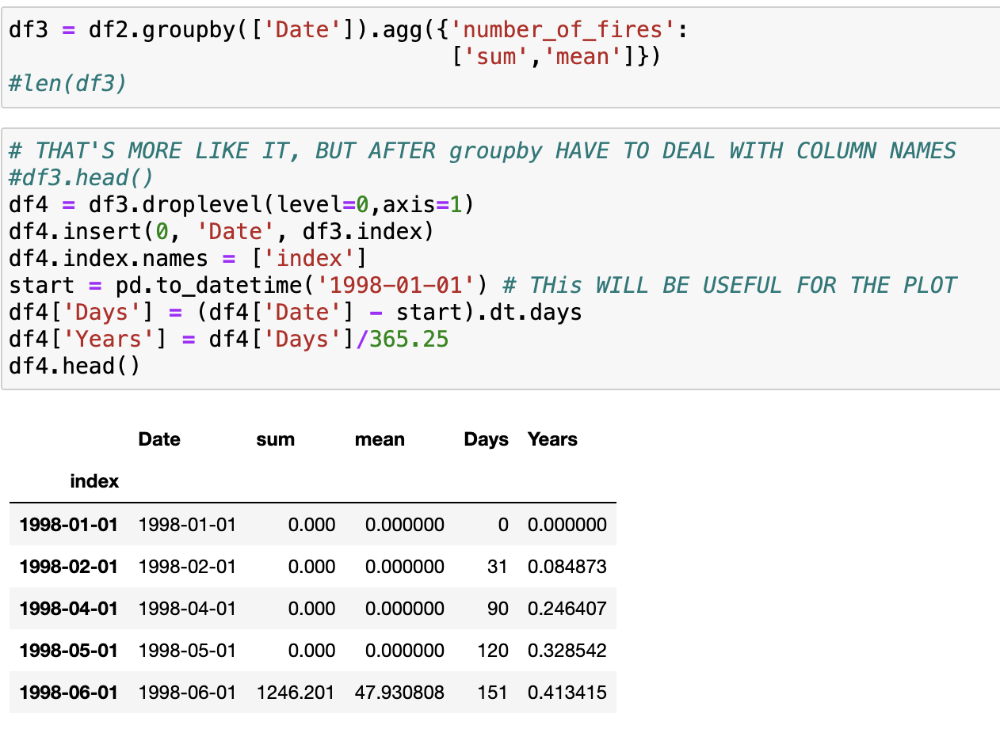 df3 = df2.groupby(['Date']).agg({'number_of_fires':
['sum','mean']})
#len(df3)
# THAT'S MORE LIKE IT, BUT AFTER groupby HAVE TO DEAL WITH COLUMN NAMES
#df3.head()
df4 = df3.droplevel(level=0,axis=1)
df4.insert(0, 'Date', df3.index)
df4.index.names = ['index']
start = pd.to_datetime('1998-01-01') # THis WILL BE USEFUL FOR THE PLOT
df4['Days'] = (df4['Date'] - start).dt.days
df4['Years'] = df4['Days']/365.25
df4.head()
Date sum mean Days Years
index
1998-01-01 1998-01-01 0.000 0.000000 0 0.000000
1998-02-01 1998-02-01 0.000 0.000000 31 0.084873
1998-04-01 1998-04-01 0.000 0.000000 90 0.246407
1998-05-01 1998-05-01 0.000 0.000000 120 0.328542
1998-06-01 1998-06-01 1246.201 47.930808 151 0.413415